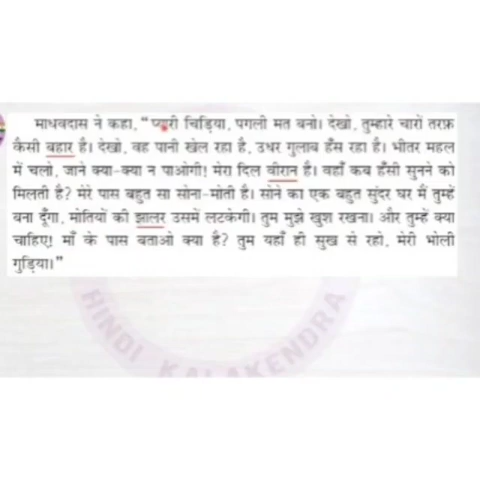 माधवदास ने कहा, “प्यारी चिड़िया, पगली मत बनो। देखो, तुम्हारे चारों तरफ़
कैसी बहार है। देखो, वह पानी खेल रहा है, उधर गुलाब हँस रहा है। भीतर महल
में चलो, जाने क्या-क्या न पाओगी! मेरा दिल वीरान है। वहाँ कब हँसी सुनने को
मिलती है? मेरे पास बहुत सा सोना-मोती है। सोने का एक बहुत सुंदर घर मैं तुम्हें
बना दूँगा, मोतियों की झालर उसमें लटकेगी। तुम मुझे खुश रखना। और तुम्हें क्या
चाहिए! माँ के पास बताओ क्या है? तुम यहाँ ही सुख से रहो, मेरी भोली
गुड़िया।”
HINDI KALAKENDRA